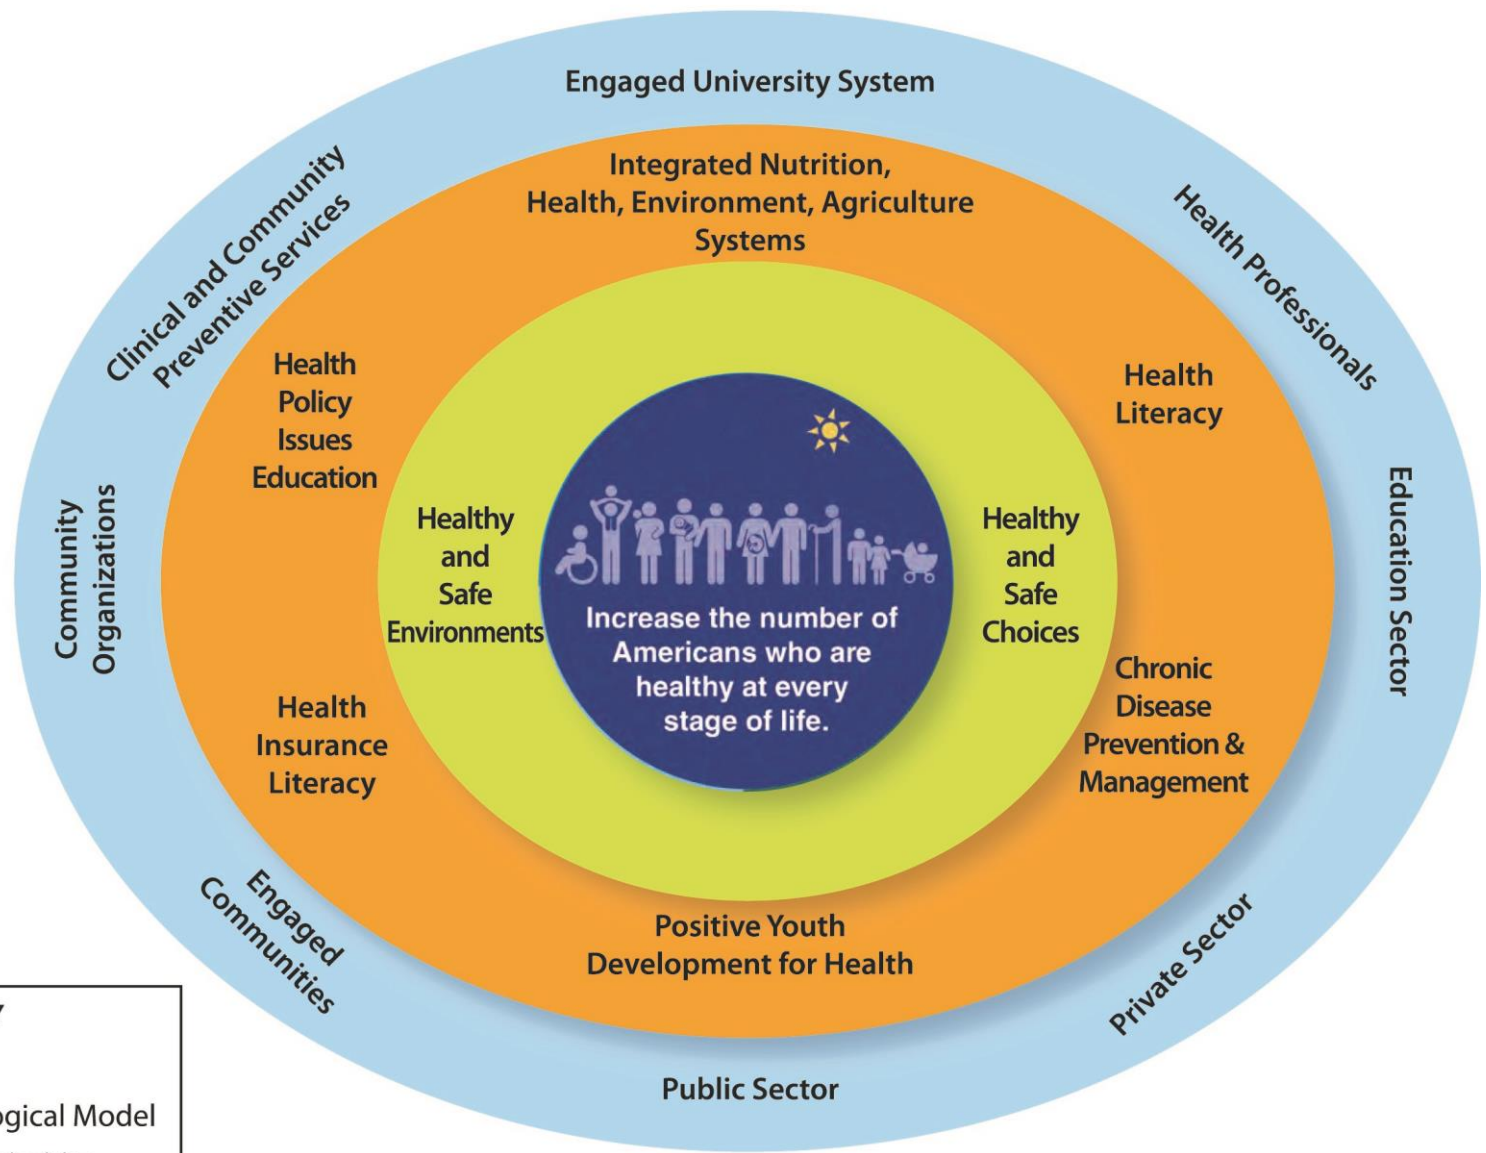 Engaged University System
Clinical and Community
Preventive Services
Health Professionals
Community
Organizations
Education Sector
Engaged
Communities
Private Sector
Public Sector
Integrated Nutrition,
Health, Environment, Agriculture
Systems
Health
Policy
Issues
Education
Health
Literacy
Health
Insurance
Literacy
Chronic
Disease
Prevention &
Management
Positive Youth
Development for Health
Healthy
and
Safe
Environments
Healthy
and
Safe
Choices
Increase the number of
Americans who are
healthy at every
stage of life.
Model